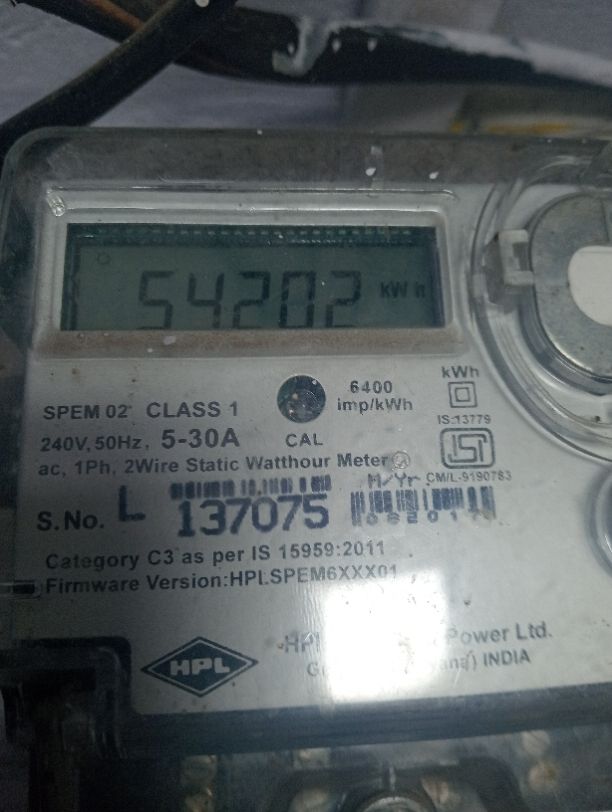 54202 kWh
SPEM 02 CLASS 1
6400
imp/kWh
kWh
IS:13779
240V, 50Hz, 5-30A
CAL
ac, 1Ph, 2Wire Static Watthour Meter
CM/L-9190783
M/Yr.
S.No. L 137075
Category C3 as per IS 15959:2011
Firmware Version:HPLSPEM6XXX01
HPL
Power Ltd.
INDIA